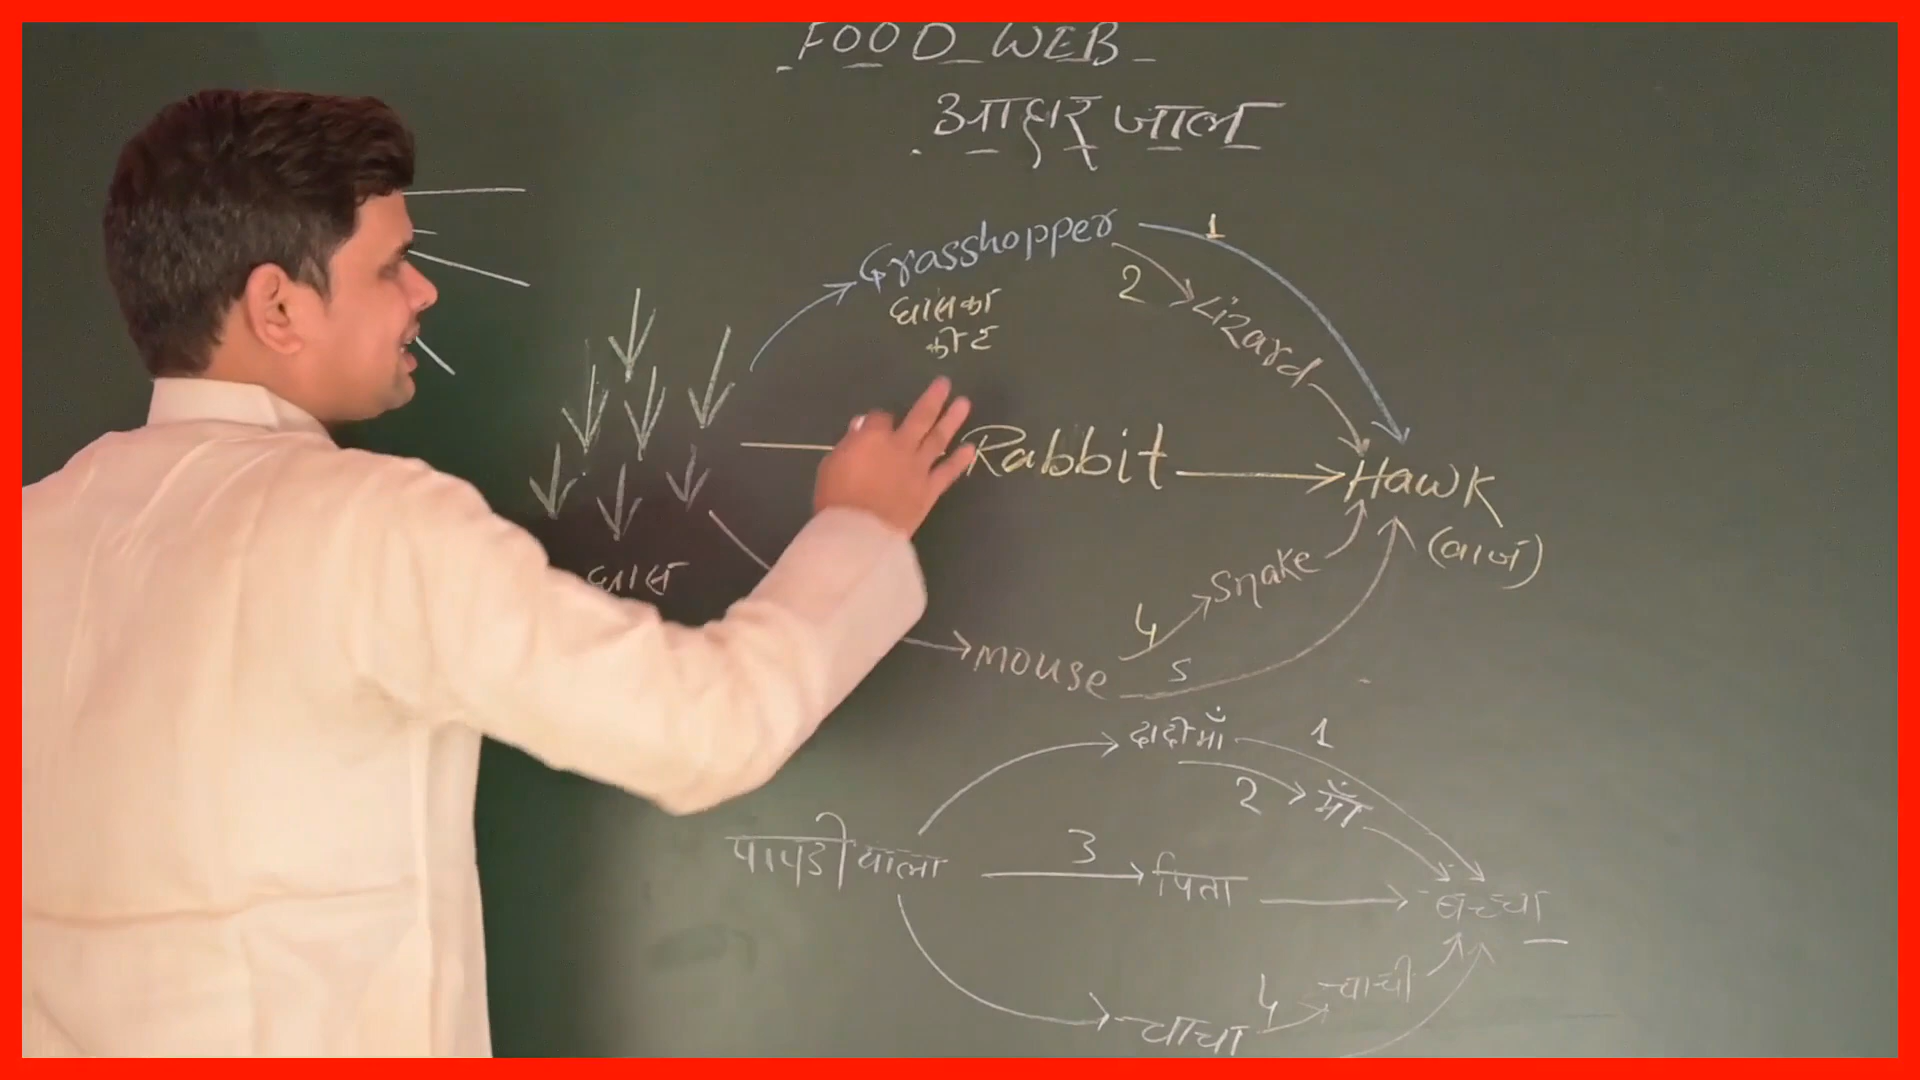 FOOD WEB
आहार जाल
Grasshopper
1
2
Lizard
घास का
कीट
Rabbit
Hawk
(बाज)
घास
Snake
4
mouse
5
दादी माँ
1
2
माँ
पापडी वाला
3
पिता
बच्चा
चाची
4
चाचा